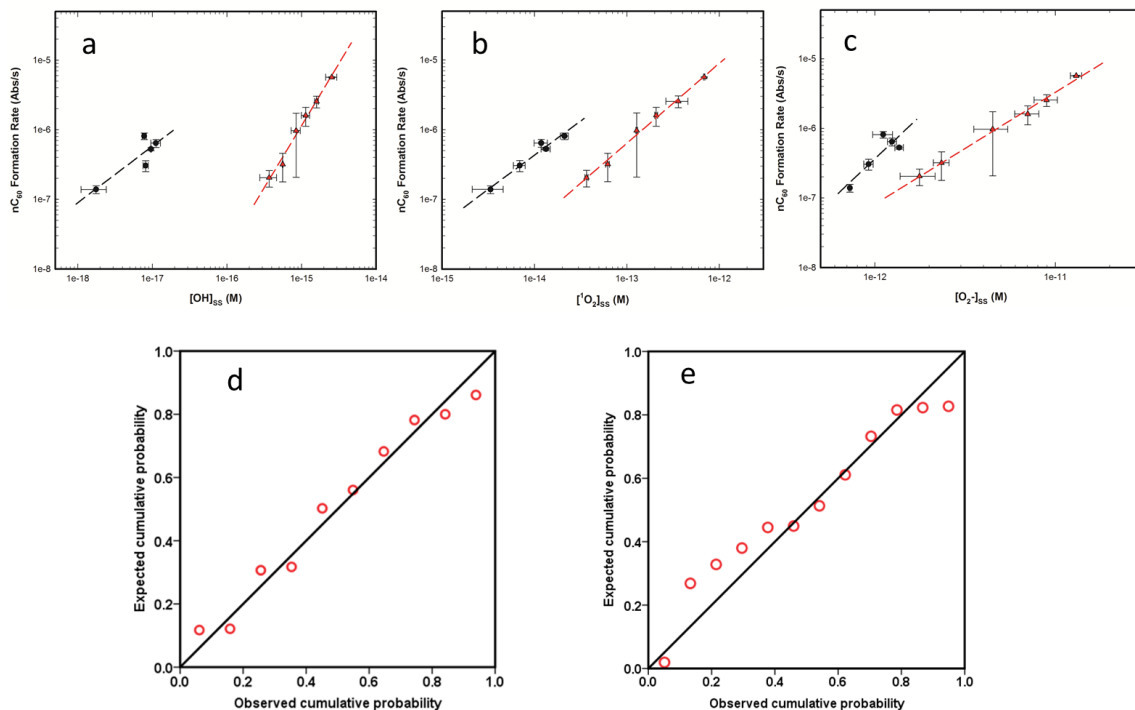 a
nC60 Formation Rate (Abs/s)
1e-5
1e-6
1e-7
1e-8
1e-18
1e-17
1e-16
1e-15
1e-14
[OH]SS (M)
b
nC60 Formation Rate (Abs/s)
1e-5
1e-6
1e-7
1e-8
1e-15
1e-14
1e-13
1e-12
[¹O2]SS (M)
c
nC60 Formation Rate (Abs/s)
1e-5
1e-6
1e-7
1e-8
1e-12
1e-11
[O2-]SS (M)
d
Expected cumulative probability
1.0
0.8
0.6
0.4
0.2
0.0
0.0 0.2 0.4 0.6 0.8 1.0
Observed cumulative probability
e
Expected cumulative probability
1.0
0.8
0.6
0.4
0.2
0.0
0.0 0.2 0.4 0.6 0.8 1.0
Observed cumulative probability